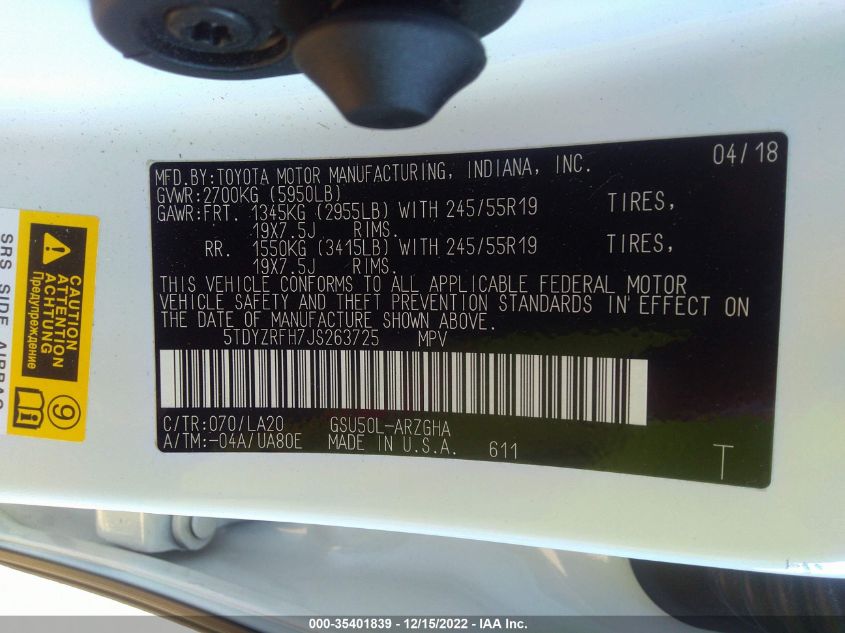 MFD.BY:TOYOTA MOTOR MANUFACTURING, INDIANA, INC. 04/18
GVWR:2700KG (5950LB)
GAWR:FRT. 1345KG (2955LB) WITH 245/55R19 TIRES,
19X7.5J RIMS.
RR. 1550KG (3415LB) WITH 245/55R19 TIRES,
19X7.5J RIMS.
THIS VEHICLE CONFORMS TO ALL APPLICABLE FEDERAL MOTOR
VEHICLE SAFETY AND THEFT PREVENTION STANDARDS IN EFFECT ON
THE DATE OF MANUFACTURE SHOWN ABOVE.
5TDYZRFH7JS263725 MPV
C/TR:070/LA20 GSU50L-ARZGHA
A/TM:-04A/UA80E MADE IN U.S.A. 611 T
SRS SIDE AIRBAG
CAUTION
ATTENTION
ACHTUNG
Предупреждение
9
000-35401839 - 12/15/2022 - IAA Inc.